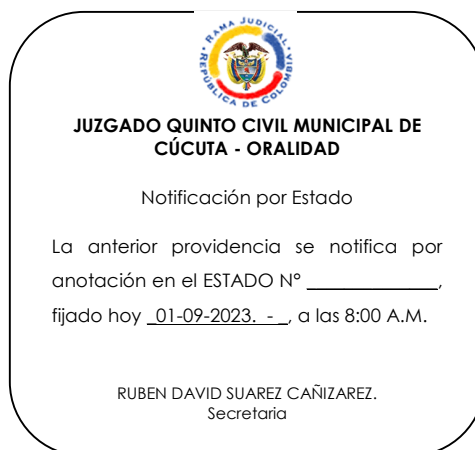 RAMA JUDICIAL
REPÚBLICA DE COLOMBIA
JUZGADO QUINTO CIVIL MUNICIPAL DE
CÚCUTA - ORALIDAD
Notificación por Estado
La anterior providencia se notifica por
anotación en el ESTADO N° _____________,
fijado hoy _01-09-2023. - _, a las 8:00 A.M.
RUBEN DAVID SUAREZ CAÑIZAREZ.
Secretaria